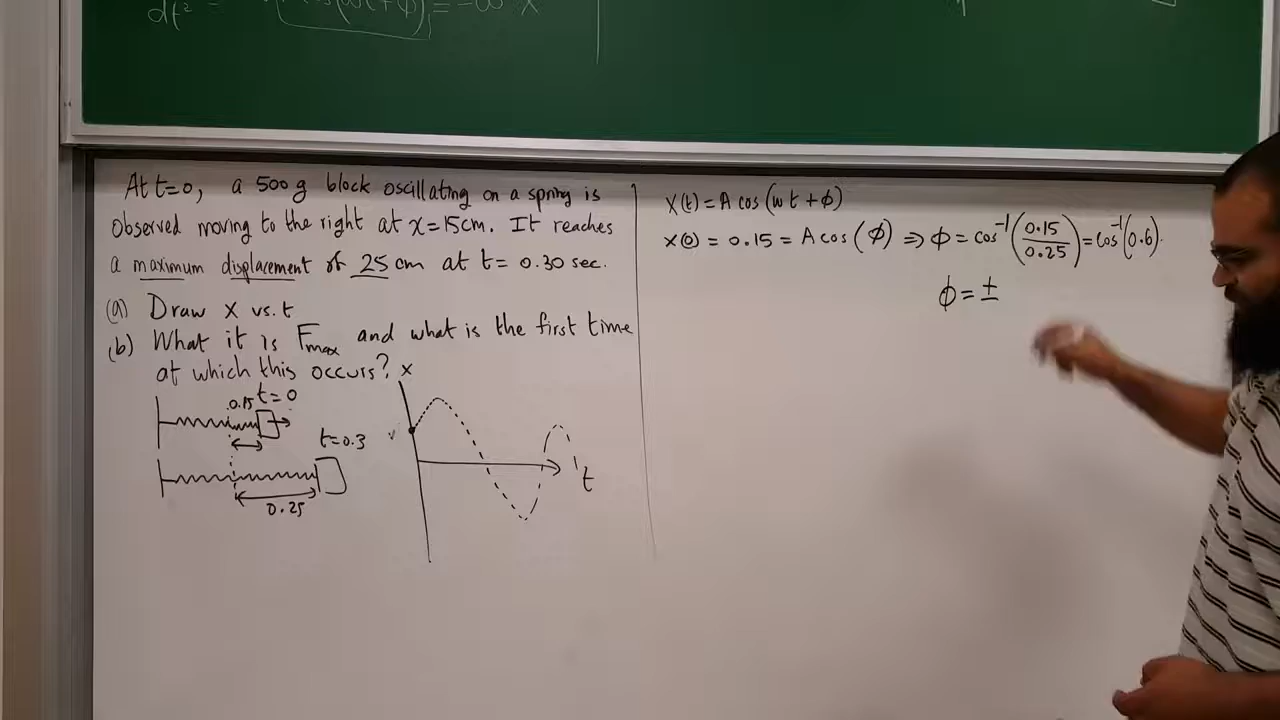 At t=0, a 500 g block oscillating on a spring is
observed moving to the right at x=15cm. It reaches
a maximum displacement of 25 cm at t= 0.30 sec.
(a) Draw x vs. t
(b) What it is Fmax and what is the first time
at which this occurs?
0.15 t=0
t=0.3
0.25
x
t
x(t) = A cos(ωt+ϕ)
x(0) = 0.15 = A cos(ϕ) ⇒ ϕ = cos⁻¹(0.15/0.25) = cos⁻¹(0.6).
ϕ = ±